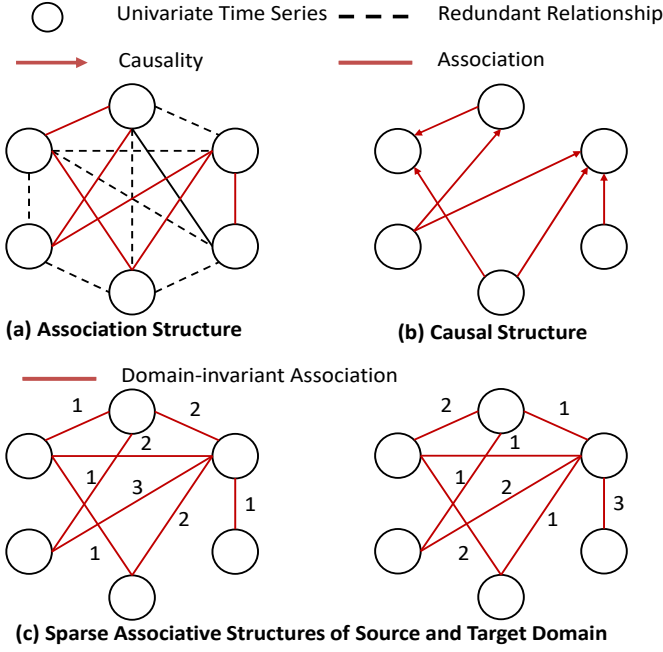 Univariate Time Series
Redundant Relationship
Causality
Association
(a) Association Structure
(b) Causal Structure
Domain-invariant Association
1
2
2
1
3
2
1
1
2
1
1
1
2
1
3
2
(c) Sparse Associative Structures of Source and Target Domain